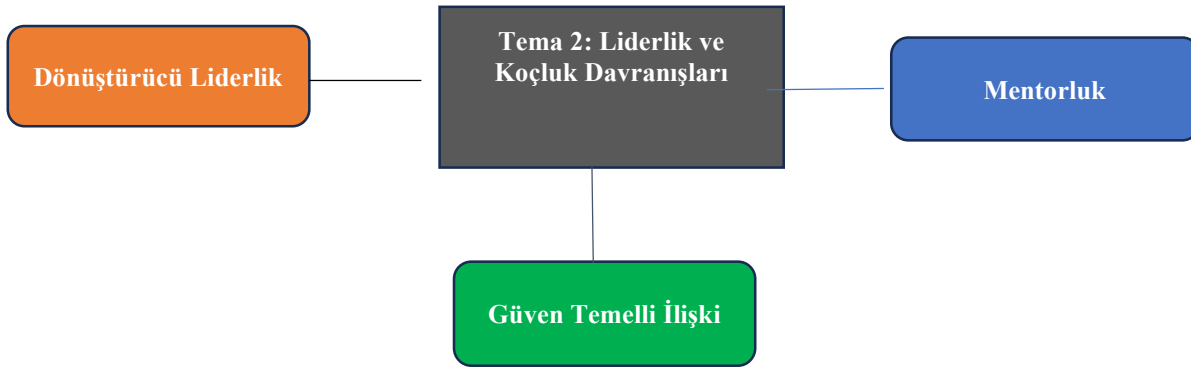 Tema 2: Liderlik ve
Koçluk Davranışları
Dönüştürücü Liderlik
Mentorluk
Güven Temelli İlişki